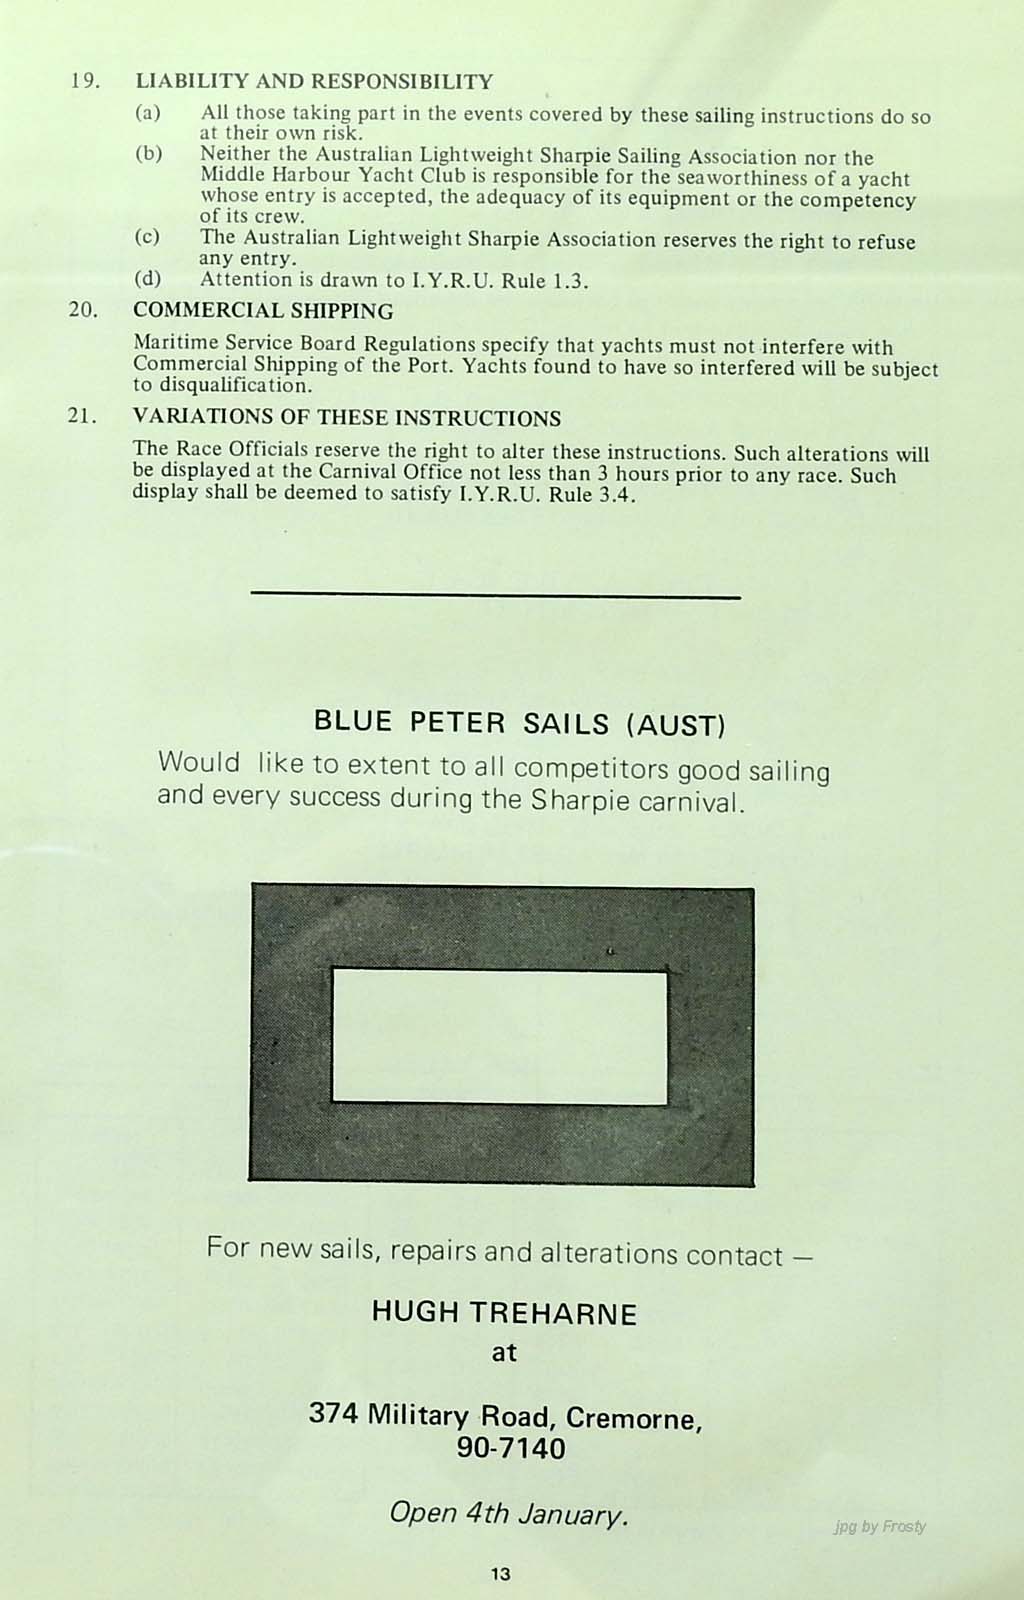 19. LIABILITY AND RESPONSIBILITY
(a) All those taking part in the events covered by these sailing instructions do so
at their own risk.
(b) Neither the Australian Lightweight Sharpie Sailing Association nor the
Middle Harbour Yacht Club is responsible for the seaworthiness of a yacht
whose entry is accepted, the adequacy of its equipment or the competency
of its crew.
(c) The Australian Lightweight Sharpie Association reserves the right to refuse
any entry.
(d) Attention is drawn to I.Y.R.U. Rule 1.3.
20. COMMERCIAL SHIPPING
Maritime Service Board Regulations specify that yachts must not interfere with
Commercial Shipping of the Port. Yachts found to have so interfered will be subject
to disqualification.
21. VARIATIONS OF THESE INSTRUCTIONS
The Race Officials reserve the right to alter these instructions. Such alterations will
be displayed at the Carnival Office not less than 3 hours prior to any race. Such
display shall be deemed to satisfy I.Y.R.U. Rule 3.4.
BLUE PETER SAILS (AUST)
Would like to extent to all competitors good sailing
and every success during the Sharpie carnival.
For new sails, repairs and alterations contact —
HUGH TREHARNE
at
374 Military Road, Cremorne,
90-7140
Open 4th January.
jpg by Frosty
13